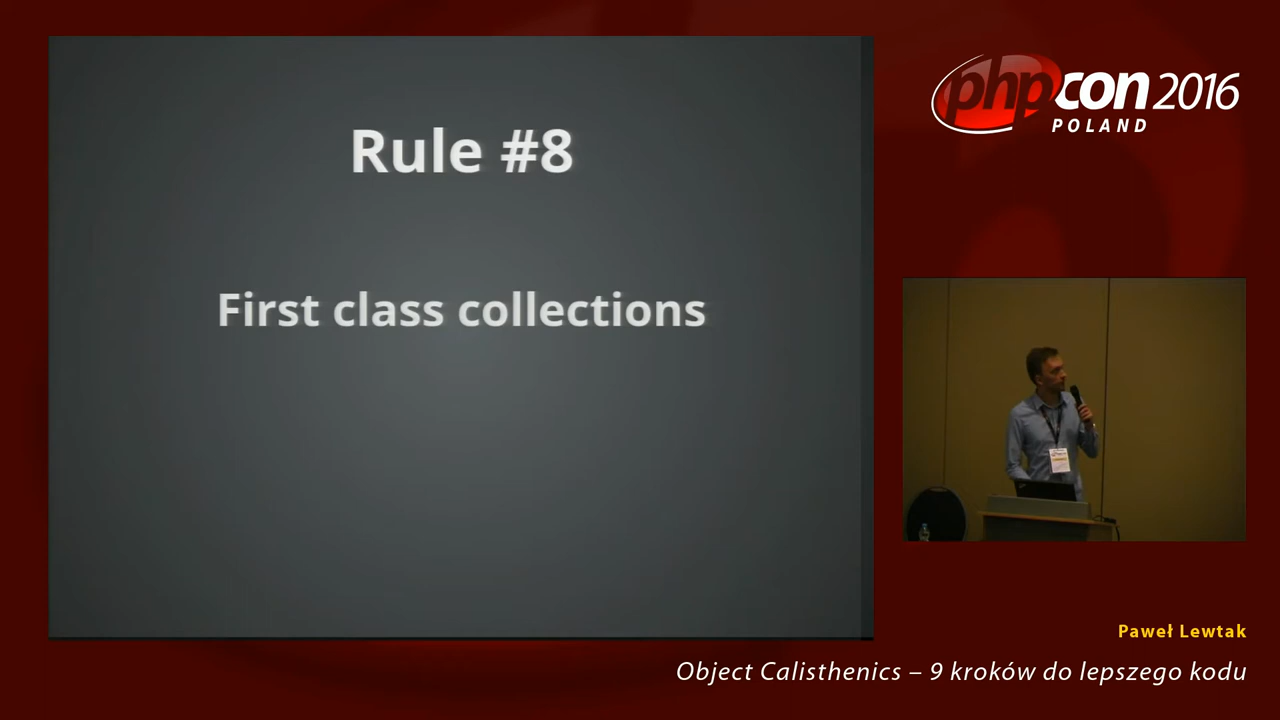 Rule #8
First class collections
phpcon 2016
POLAND
Paweł Lewtak
Object Calisthenics – 9 kroków do lepszego kodu